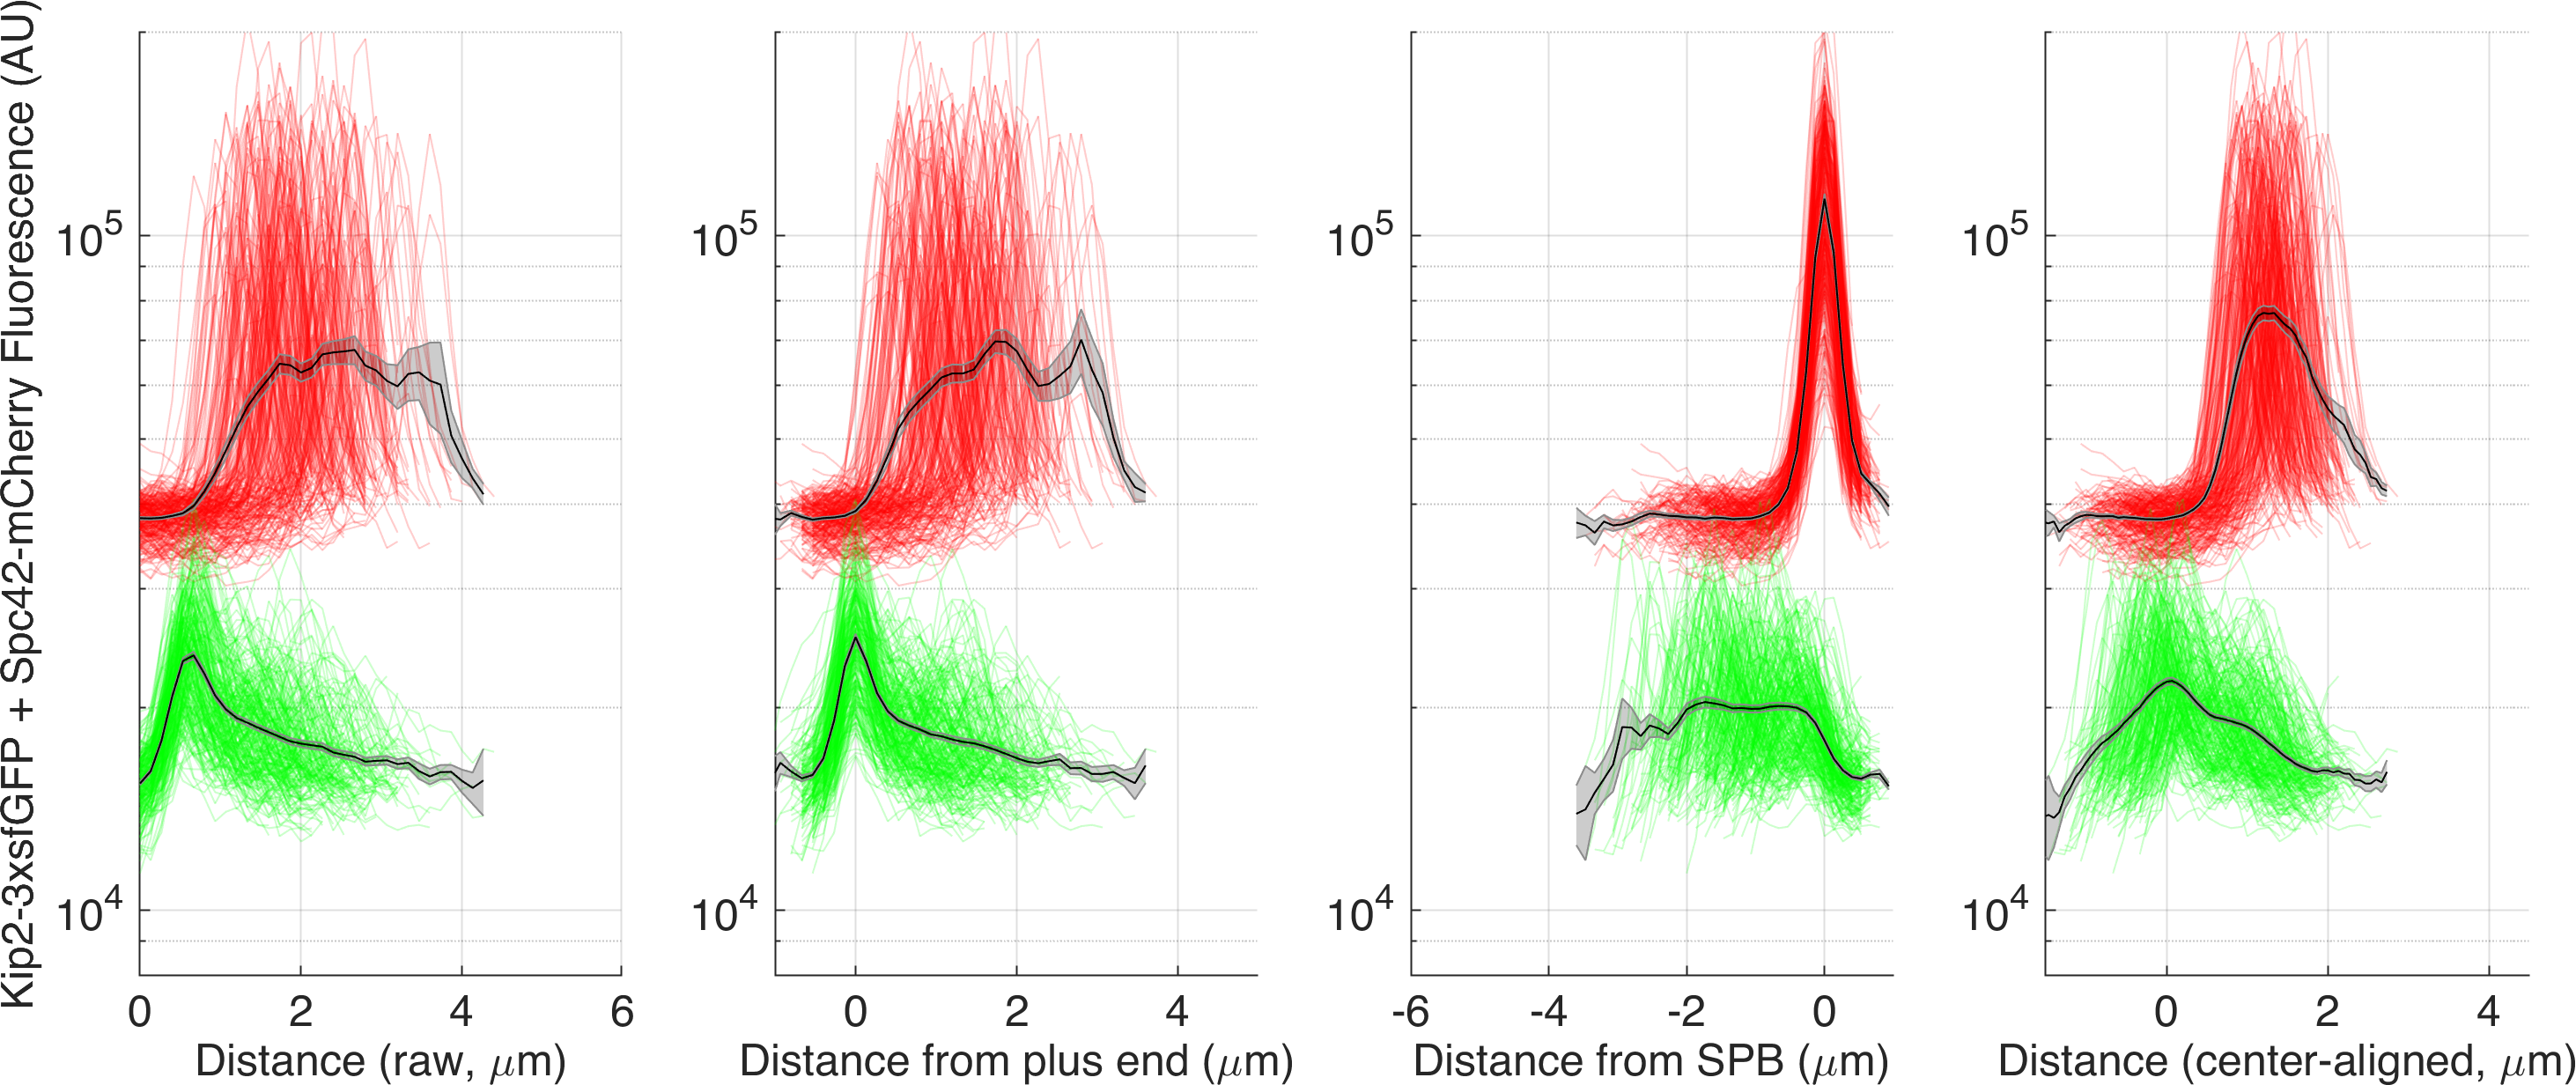 Kip2-3xsfGFP + Spc42-mCherry Fluorescence (AU)
10^5
10^4
0 2 4 6
Distance (raw, μm)
10^5
10^4
0 2 4
Distance from plus end (μm)
10^5
10^4
-6 -4 -2 0
Distance from SPB (μm)
10^5
10^4
0 2 4
Distance (center-aligned, μm)